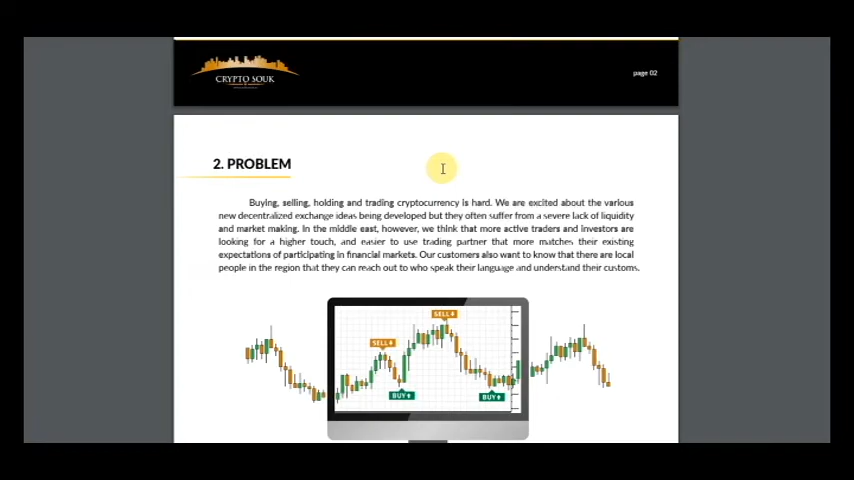 CRYPTO SOUK
page 02
2. PROBLEM
Buying, selling, holding and trading cryptocurrency is hard. We are excited about the various
new decentralized exchange ideas being developed but they often suffer from a severe lack of liquidity
and market making. In the middle east, however, we think that more active traders and investors are
looking for a higher touch, and easier to use trading partner that more matches their existing
expectations of participating in financial markets. Our customers also want to know that there are local
people in the region that they can reach out to who speak their language and understand their customs.
SELL
SELL
BUY
BUY